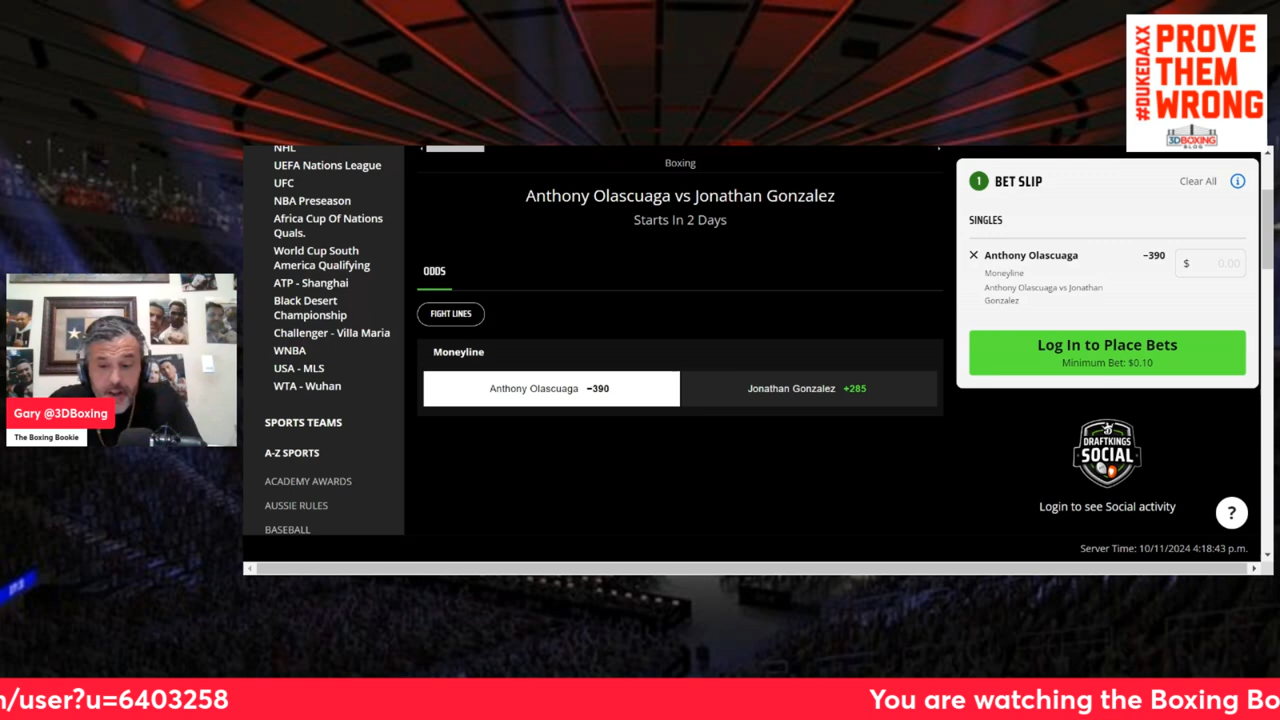 #DUKEDAXX
PROVE
THEM
WRONG
3DBOXING
BLOG
NHL
UEFA Nations League
UFC
NBA Preseason
Africa Cup Of Nations
Quals.
World Cup South
America Qualifying
ATP - Shanghai
Black Desert
Championship
Challenger - Villa Maria
WNBA
USA - MLS
WTA - Wuhan
SPORTS TEAMS
A-Z SPORTS
ACADEMY AWARDS
AUSSIE RULES
BASEBALL
Boxing
Anthony Olascuaga vs Jonathan Gonzalez
Starts In 2 Days
ODDS
FIGHT LINES
Moneyline
Anthony Olascuaga −390
Jonathan Gonzalez +285
1 BET SLIP
Clear All
SINGLES
Anthony Olascuaga −390
$ 0.00
Moneyline
Anthony Olascuaga vs Jonathan
Gonzalez
Log In to Place Bets
Minimum Bet: $0.10
DRAFTKINGS
SOCIAL
Login to see Social activity
?
Server Time: 10/11/2024 4:18:43 p.m.
Gary @3DBoxing
The Boxing Bookie
n/user?u=6403258
You are watching the Boxing Bo